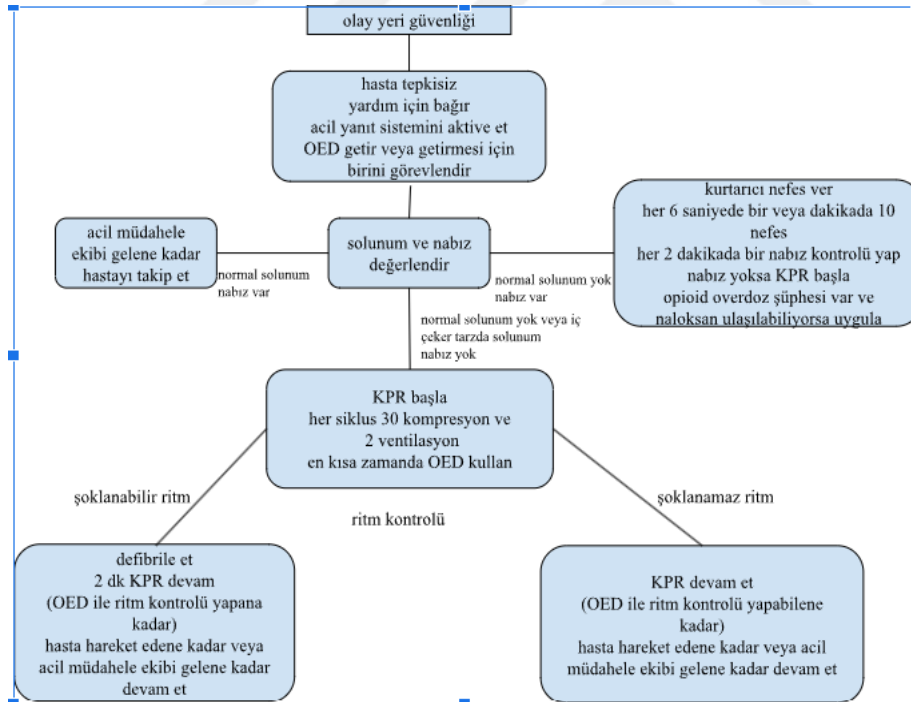 olay yeri güvenliği
hasta tepkisiz
yardım için bağır
acil yanıt sistemini aktive et
OED getir veya getirmesi için
birini görevlendir
solunum ve nabız
değerlendir
acil müdahele
ekibi gelene kadar
hastayı takip et
normal solunum
nabız var
normal solunum yok
nabız var
kurtarıcı nefes ver
her 6 saniyede bir veya dakikada 10
nefes
her 2 dakikada bir nabız kontrolü yap
nabız yoksa KPR başla
opioid overdoz şüphesi var ve
naloksan ulaşılabiliyorsa uygula
normal solunum yok veya iç
çeker tarzda solunum
nabız yok
KPR başla
her siklus 30 kompresyon ve
2 ventilasyon
en kısa zamanda OED kullan
şoklanabilir ritm
ritm kontrolü
şoklanamaz ritm
defibrile et
2 dk KPR devam
(OED ile ritm kontrolü yapana
kadar)
hasta hareket edene kadar veya
acil müdahele ekibi gelene kadar
devam et
KPR devam et
(OED ile ritm kontrolü yapabilene
kadar)
hasta hareket edene kadar veya acil
müdahele ekibi gelene kadar devam et